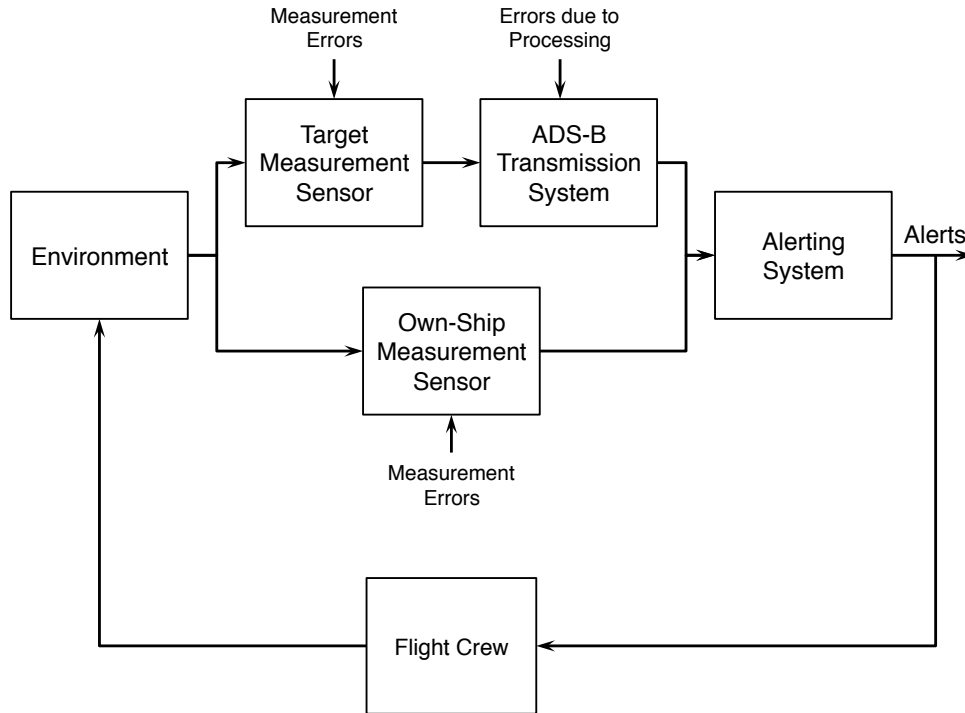 Measurement
Errors
Errors due to
Processing
Target
Measurement
Sensor
ADS-B
Transmission
System
Environment
Alerting
System
Alerts
Own-Ship
Measurement
Sensor
Measurement
Errors
Flight Crew